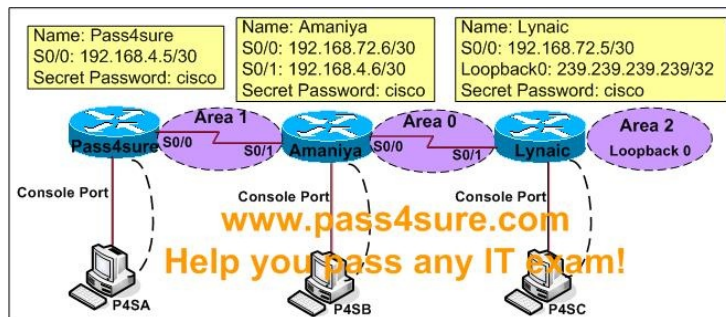 Name: Pass4sure
S0/0: 192.168.4.5/30
Secret Password: cisco
Name: Amaniya
S0/0: 192.168.72.6/30
S0/1: 192.168.4.6/30
Secret Password: cisco
Name: Lynaic
S0/0: 192.168.72.5/30
Loopback0: 239.239.239.239/32
Secret Password: cisco
Area 1
Area 0
Area 2
Loopback 0
Pass4sure
S0/0
S0/1
Amaniya
S0/0
S0/1
Lynaic
Console Port
Console Port
Console Port
www.pass4sure.com
Help you pass any IT exam!
P4SA
P4SB
P4SC